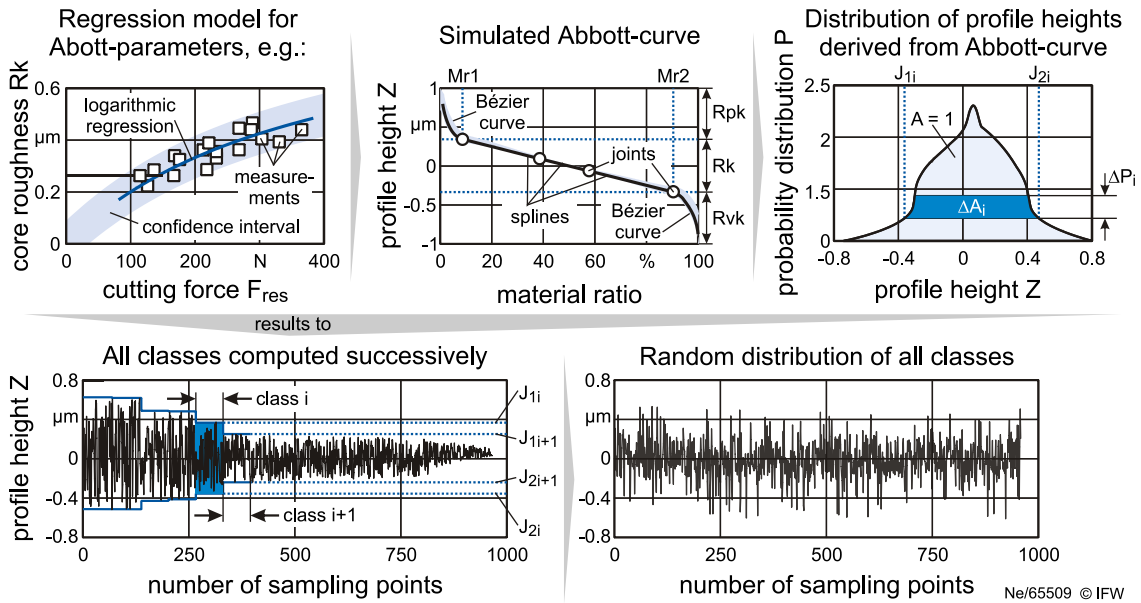 Regression model for
Abott-parameters, e.g.:
core roughness Rk
0.6
µm
0.2
0
logarithmic
regression
measure-
ments
confidence interval
0 100 200 N 400
cutting force Fres
Simulated Abbott-curve
Mr1 Mr2
profile height Z
1
µm
0
-0.5
-1
Bézier
curve
joints
splines
Bézier
curve
Rpk
Rk
Rvk
0 20 40 60 % 100
material ratio
Distribution of profile heights
derived from Abbott-curve
J1i J2i
probability distribution P
2.5
2
1.5
0
A = 1
ΔAi
ΔPi
-0.8 -0.4 0 0.4 0.8
profile height Z
results to
All classes computed successively
profile height Z
0.8
µm
0
-0.4
-0.8
class i
class i+1
J1i
J1i+1
J2i+1
J2i
0 250 500 750 1000
number of sampling points
Random distribution of all classes
0.8
µm
0
-0.4
-0.8
0 250 500 750 1000
number of sampling points
Ne/65509 © IFW